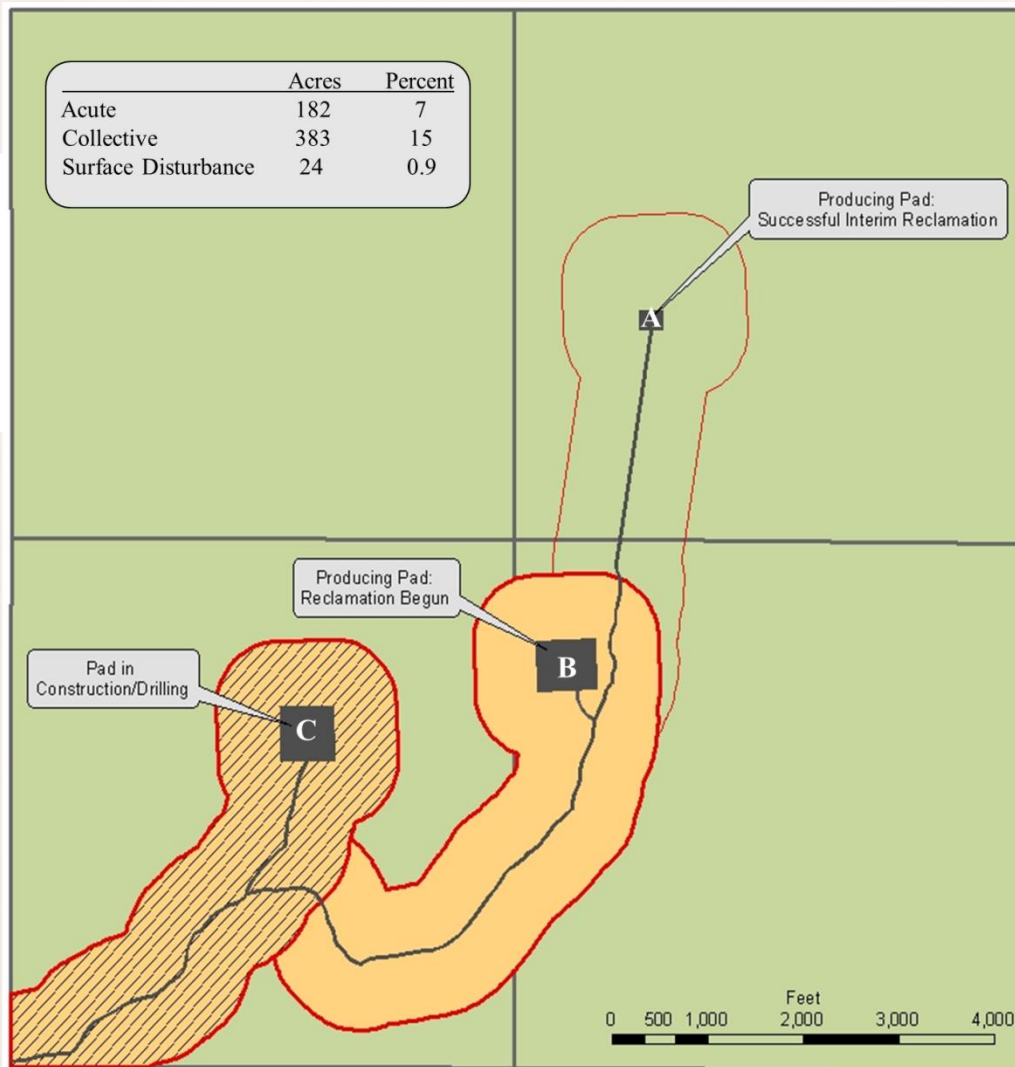 Acres Percent
Acute 182 7
Collective 383 15
Surface Disturbance 24 0.9
Producing Pad:
Successful Interim Reclamation
A
Producing Pad:
Reclamation Begun
B
Pad in
Construction/Drilling
C
Feet
0 500 1,000 2,000 3,000 4,000